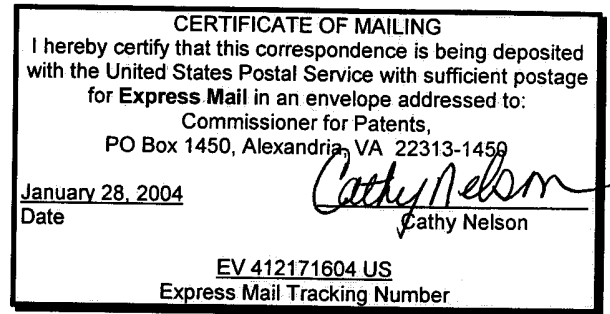 CERTIFICATE OF MAILING
I hereby certify that this correspondence is being deposited
with the United States Postal Service with sufficient postage
for Express Mail in an envelope addressed to:
Commissioner for Patents,
PO Box 1450, Alexandria, VA 22313-1450
January 28, 2004 Cathy Nelson
Date Cathy Nelson
EV 412171604 US
Express Mail Tracking Number